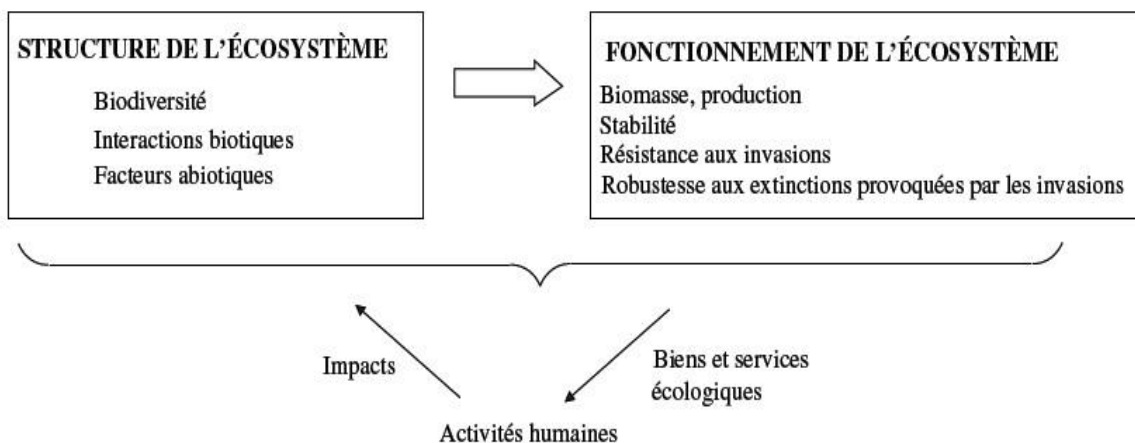 STRUCTURE DE L'ÉCOSYSTÈME
Biodiversité
Interactions biotiques
Facteurs abiotiques
FONCTIONNEMENT DE L'ÉCOSYSTÈME
Biomasse, production
Stabilité
Résistance aux invasions
Robustesse aux extinctions provoquées par les invasions
Impacts
Biens et services
écologiques
Activités humaines